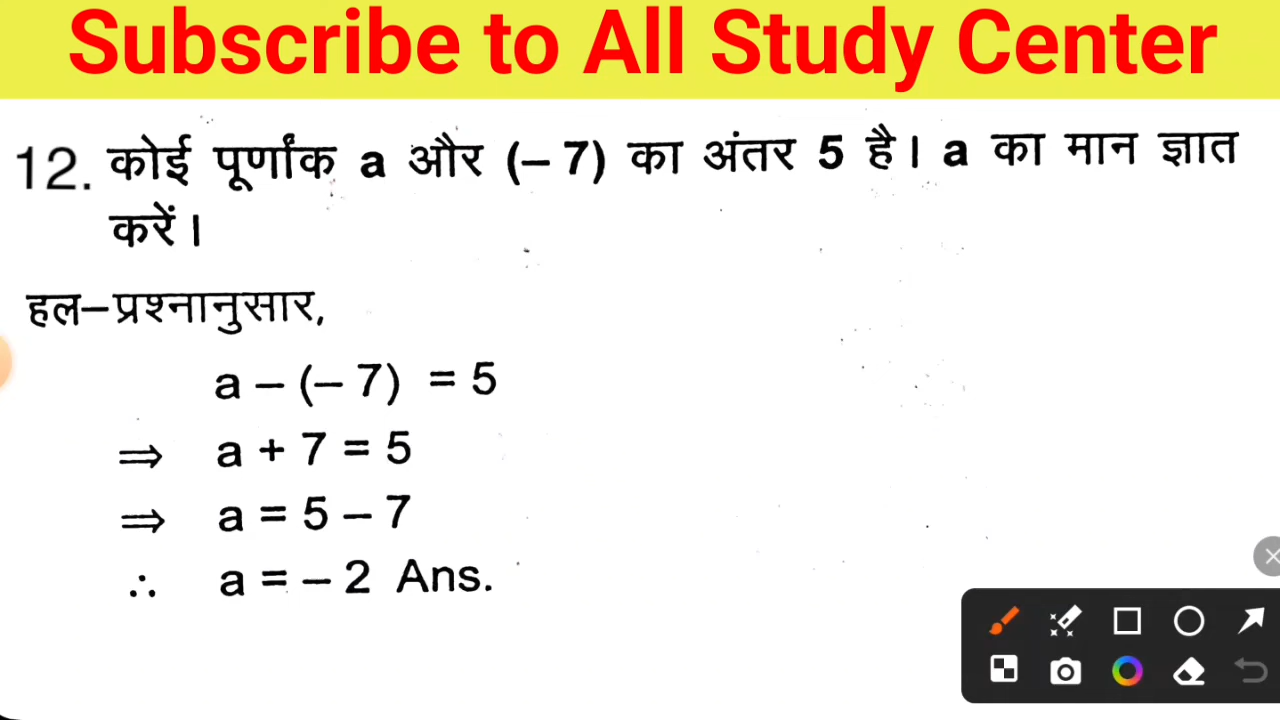 Subscribe to All Study Center
12. कोई पूर्णांक a और (– 7) का अंतर 5 है। a का मान ज्ञात
करें।
हल–प्रश्नानुसार,
a – (– 7) = 5
⇒ a + 7 = 5
⇒ a = 5 – 7
∴ a = – 2 Ans.